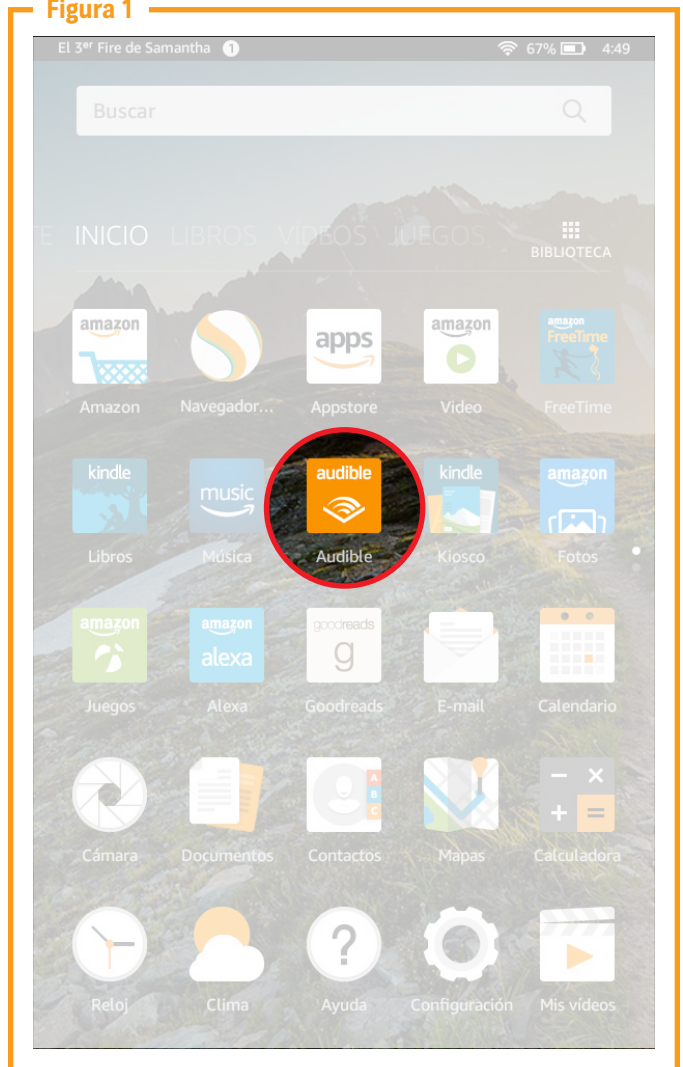 Figura 1
El 3er Fire de Samantha 1 67% 4:49
Buscar
TE INICIO LIBROS VÍDEOS JUEGOS
BIBLIOTECA
amazon apps amazon amazon FreeTime
Amazon Navegador... Appstore Video FreeTime
kindle music audible kindle amazon
Libros Música Audible Kiosco Fotos
amazon amazon alexa goodreads g
Juegos Alexa Goodreads E-mail Calendario
A B C − × + =
Cámara Documentos Contactos Mapas Calculadora
?
Reloj Clima Ayuda Configuración Mis vídeos